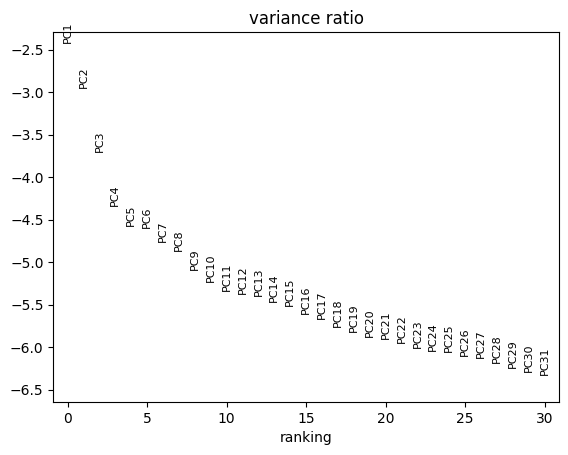 variance ratio
−2.5
−3.0
−3.5
−4.0
−4.5
−5.0
−5.5
−6.0
−6.5
PC1
PC2
PC3
PC4
PC5
PC6
PC7
PC8
PC9
PC10
PC11
PC12
PC13
PC14
PC15
PC16
PC17
PC18
PC19
PC20
PC21
PC22
PC23
PC24
PC25
PC26
PC27
PC28
PC29
PC30
PC31
0 5 10 15 20 25 30
ranking